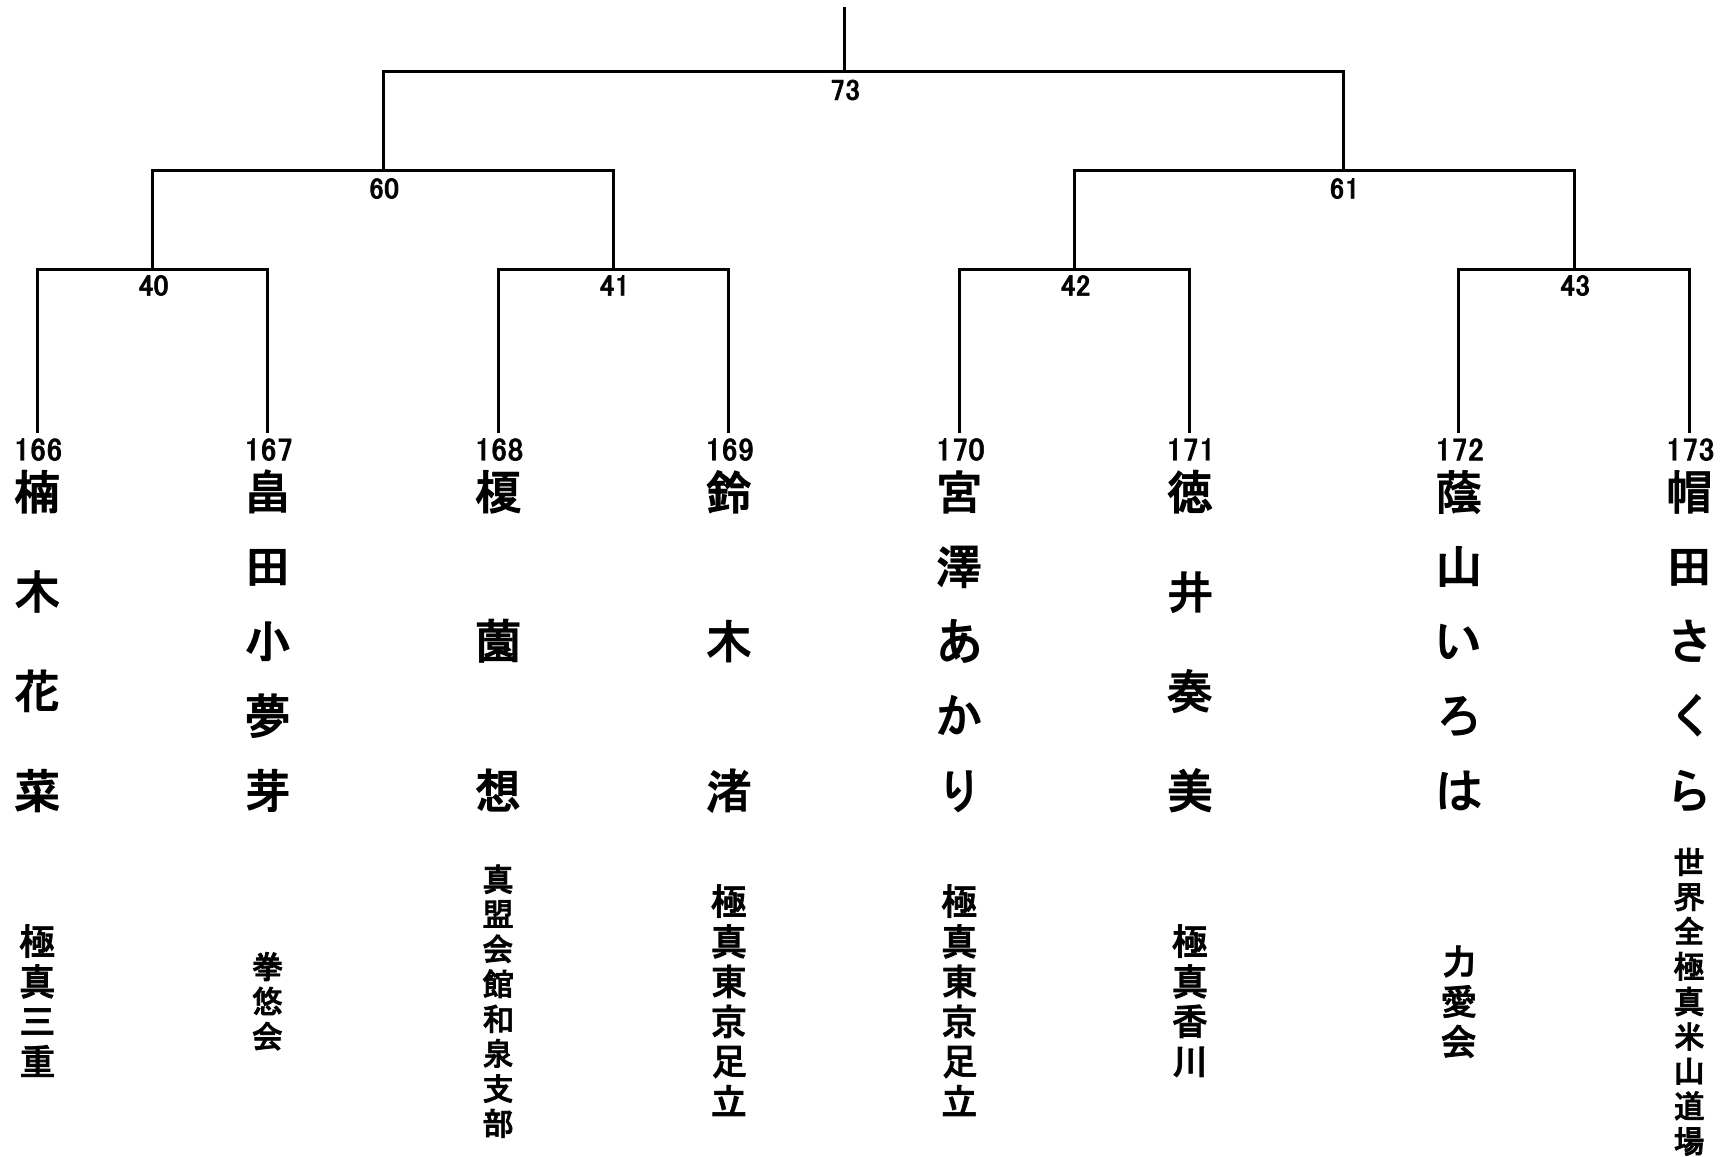 73
60
61
40
41
42
43
166
167
168
169
170
171
172
173
楠木花菜
畠田小夢芽
榎薗想
鈴木渚
宮澤あかり
徳井奏美
蔭山いろは
帽田さくら
極真三重
拳悠会
真盟会館和泉支部
極真東京足立
極真東京足立
極真香川
力愛会
世界全極真米山道場